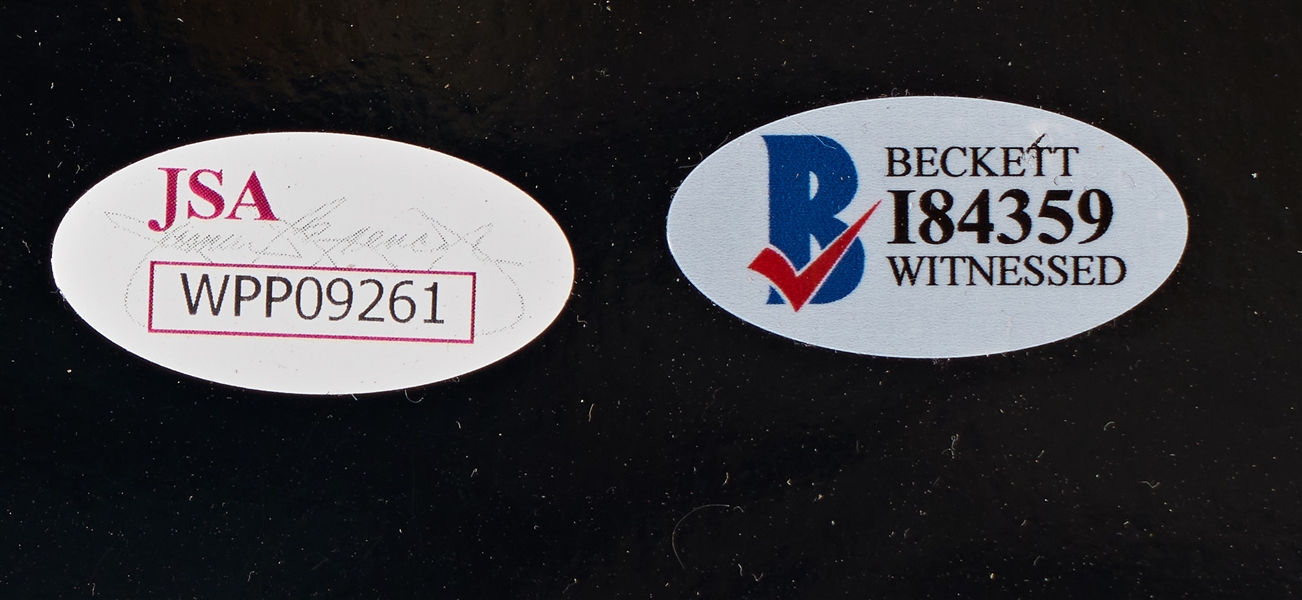 JSA
WPP09261
B
BECKETT
I84359
WITNESSED